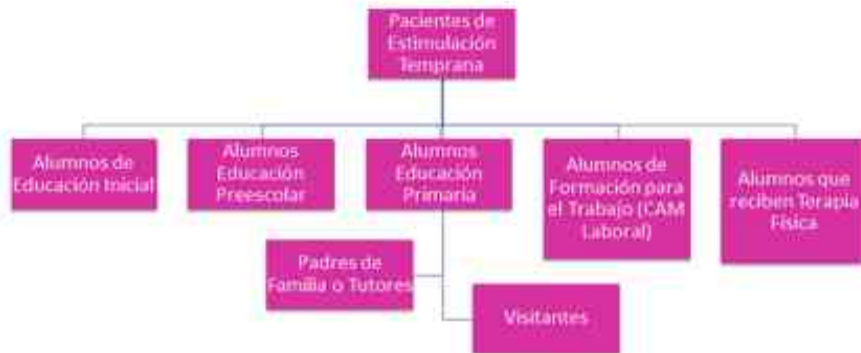 Pacientes de
Estimulación
Temprana
Alumnos de
Educación Inicial
Alumnos
Educación
Preescolar
Alumnos
Educación
Primaria
Alumnos de
Formación para
el Trabajo (CAM
Laboral)
Alumnos que
reciben Terapia
Física
Padres de
Familia o Tutores
Visitantes